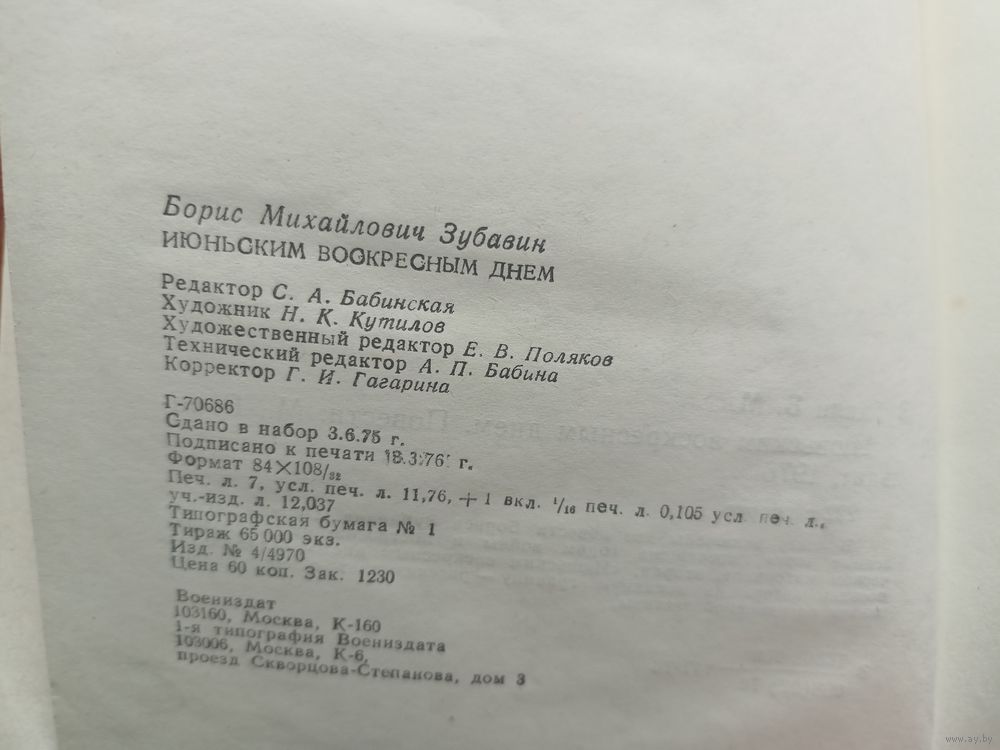 Борис Михайлович Зубавин
ИЮНЬСКИМ ВОСКРЕСНЫМ ДНЕМ
Редактор С. А. Бабинская
Художник Н. К. Кутилов
Художественный редактор Е. В. Поляков
Технический редактор А. П. Бабина
Корректор Г. И. Гагарина
Г-70686
Сдано в набор 3.6.75 г.
Подписано к печати 18.3.76 г.
Формат 84×108/32
Печ. л. 7, усл. печ. л. 11,76, + 1 вкл. 1/16 печ. л. 0,105 усл. печ. л.,
уч.-изд. л. 12,037
Типографская бумага № 1
Тираж 65 000 экз.
Изд. № 4/4970
Цена 60 коп. Зак. 1230
Воениздат
103160, Москва, К-160
1-я типография Воениздата
103006, Москва, К-6,
проезд Скворцова-Степанова, дом 3
www.ay.by